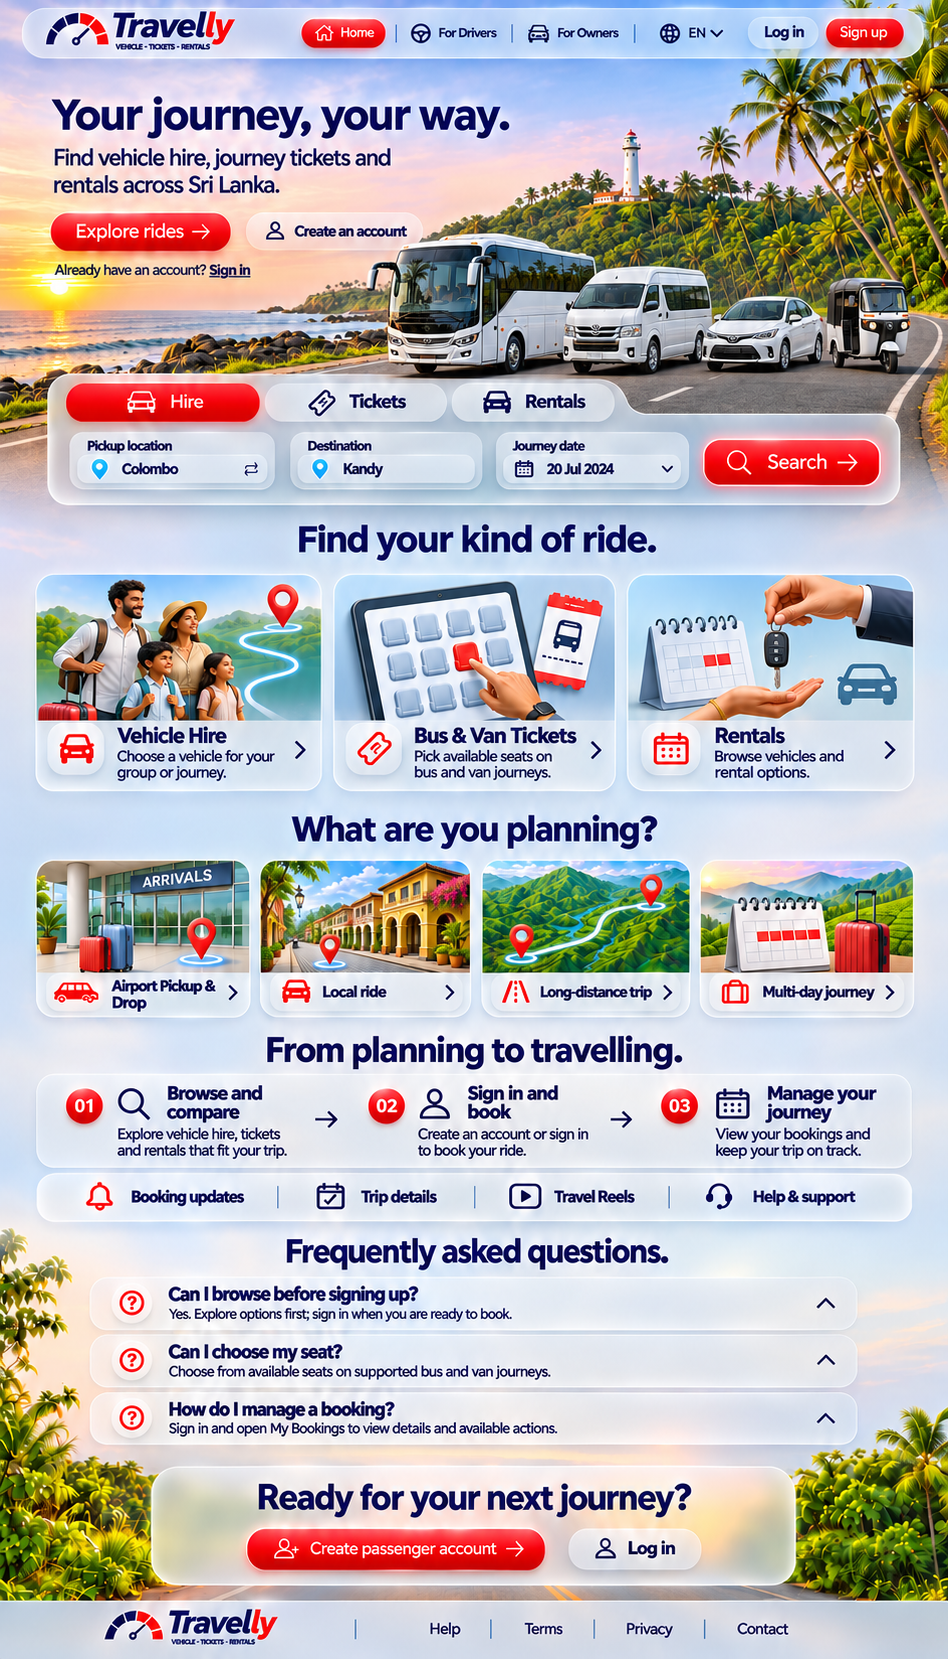 Travelly
VEHICLE - TICKETS - RENTALS
Home
For Drivers
For Owners
EN
Log in
Sign up
Your journey, your way.
Find vehicle hire, journey tickets and
rentals across Sri Lanka.
Explore rides
Create an account
Already have an account? Sign in
Hire
Tickets
Rentals
Pickup location
Colombo
Destination
Kandy
Journey date
20 Jul 2024
Search
Find your kind of ride.
Vehicle Hire
Choose a vehicle for your
group or journey.
Bus & Van Tickets
Pick available seats on
bus and van journeys.
Rentals
Browse vehicles and
rental options.
What are you planning?
ARRIVALS
Airport Pickup &
Drop
Local ride
Long-distance trip
Multi-day journey
From planning to travelling.
01
Browse and
compare
Explore vehicle hire, tickets
and rentals that fit your trip.
02
Sign in and
book
Create an account or sign in
to book your ride.
03
Manage your
journey
View your bookings and
keep your trip on track.
Booking updates
Trip details
Travel Reels
Help & support
Frequently asked questions.
Can I browse before signing up?
Yes. Explore options first; sign in when you are ready to book.
Can I choose my seat?
Choose from available seats on supported bus and van journeys.
How do I manage a booking?
Sign in and open My Bookings to view details and available actions.
Ready for your next journey?
Create passenger account
Log in
Travelly
VEHICLE - TICKETS - RENTALS
Help
Terms
Privacy
Contact